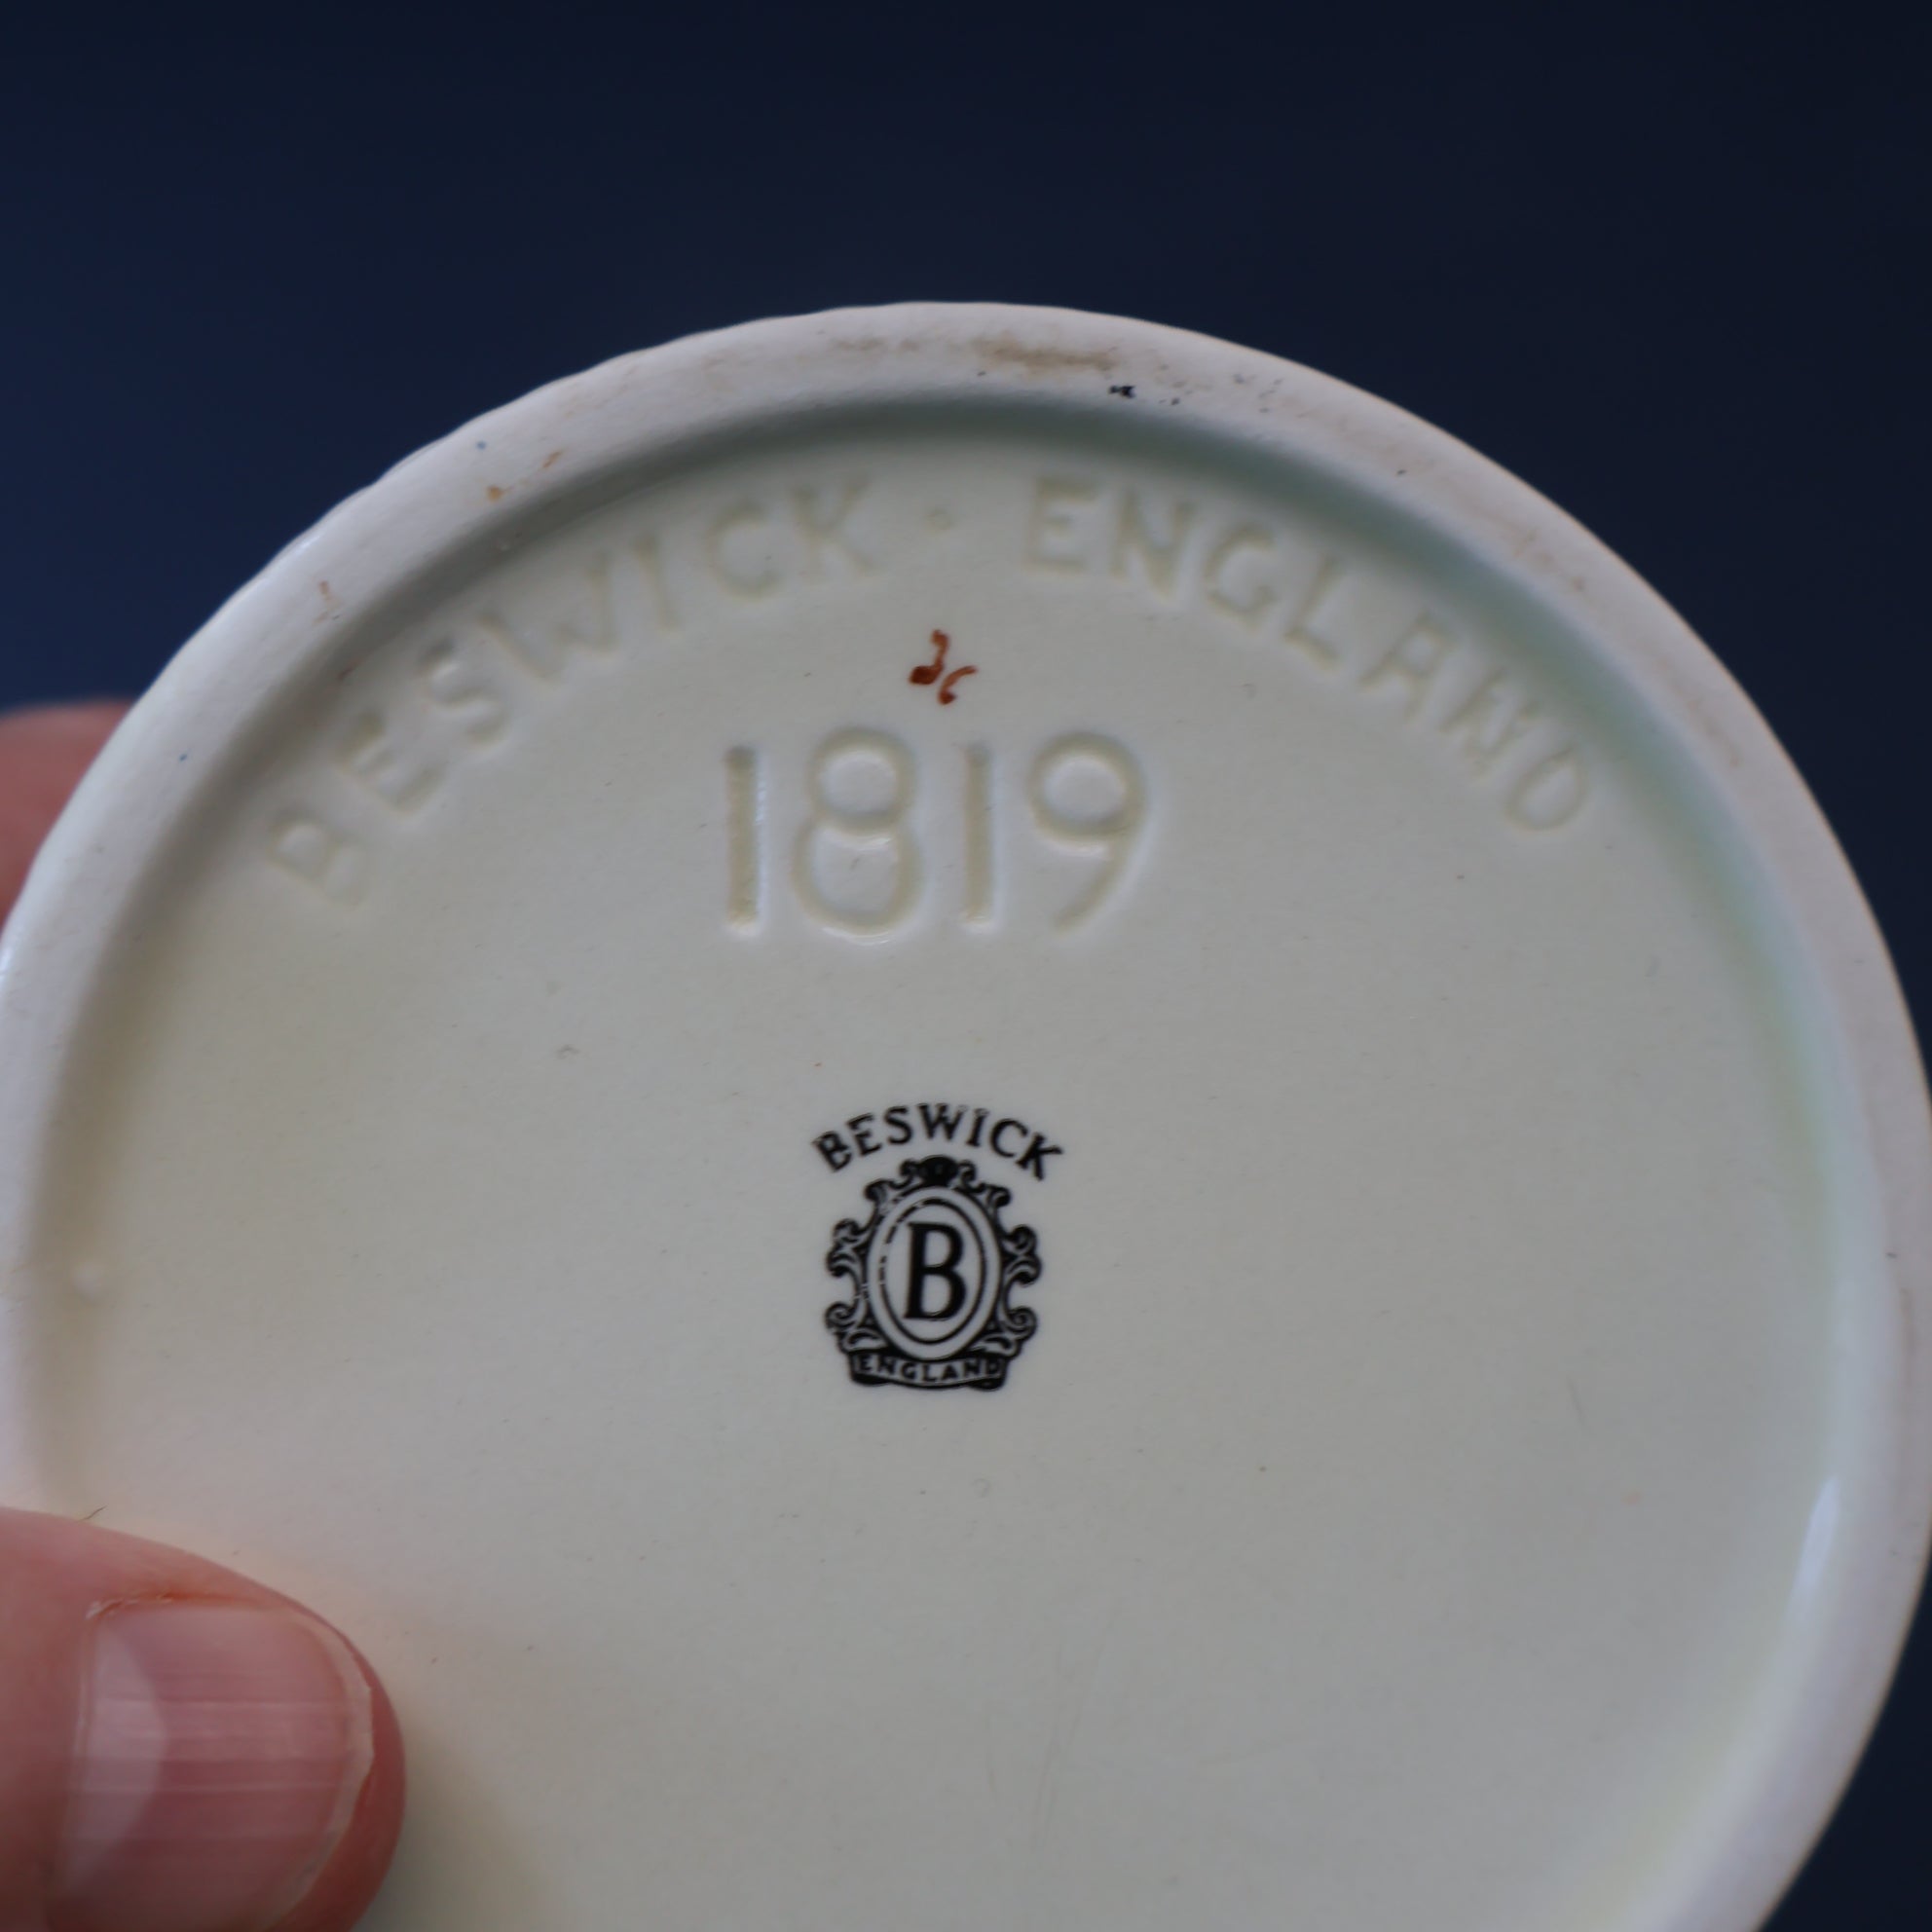 BESWICK · ENGLAND
1819
BESWICK
B
ENGLAND